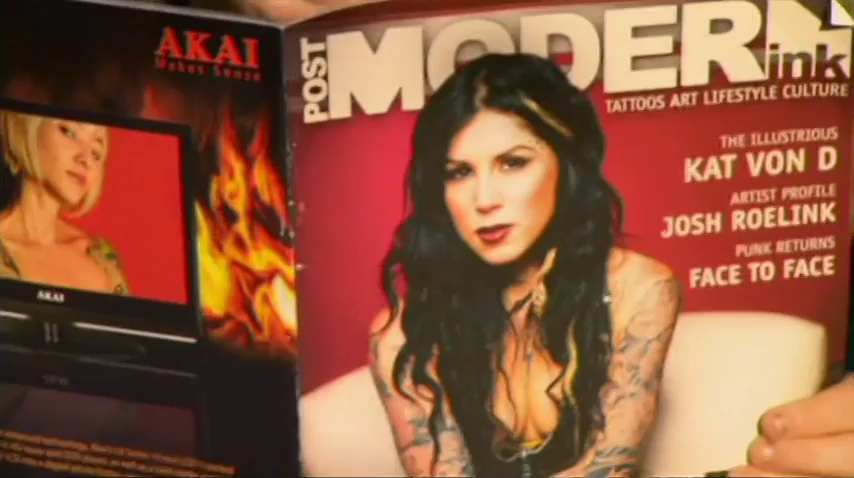 AKAI
Makes Sense
AKAI
POST
MODERN
ink
TATTOOS ART LIFESTYLE CULTURE
THE ILLUSTRIOUS
KAT VON D
ARTIST PROFILE
JOSH ROELINK
PUNK RETURNS
FACE TO FACE